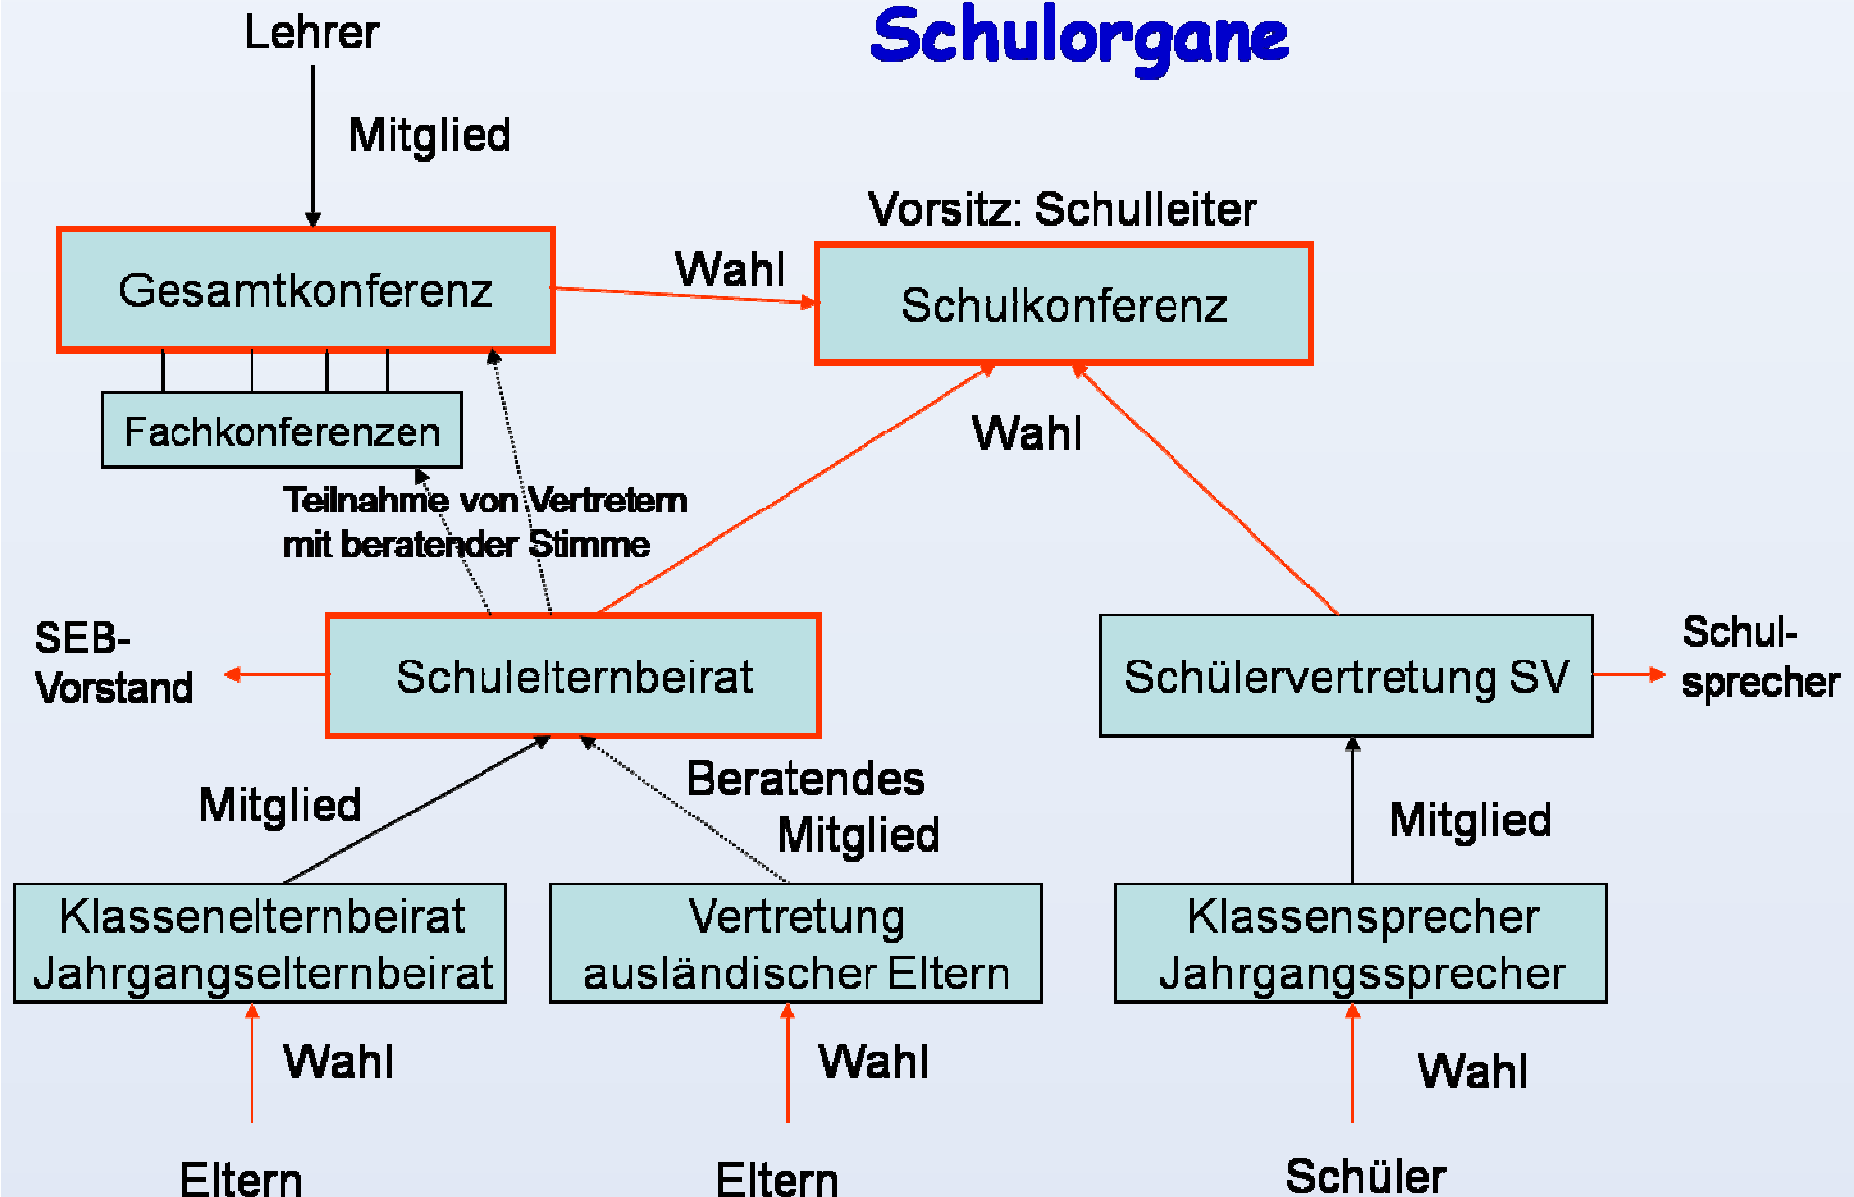 Schulorgane
Lehrer
Mitglied
Vorsitz: Schulleiter
Gesamtkonferenz
Wahl
Schulkonferenz
Fachkonferenzen
Wahl
Teilnahme von Vertretern
mit beratender Stimme
SEB-
Vorstand
Schulelternbeirat
Schülervertretung SV
Schul-
sprecher
Mitglied
Beratendes
Mitglied
Mitglied
Klassenelternbeirat
Jahrgangselternbeirat
Vertretung
ausländischer Eltern
Klassensprecher
Jahrgangssprecher
Wahl
Wahl
Wahl
Eltern
Eltern
Schüler